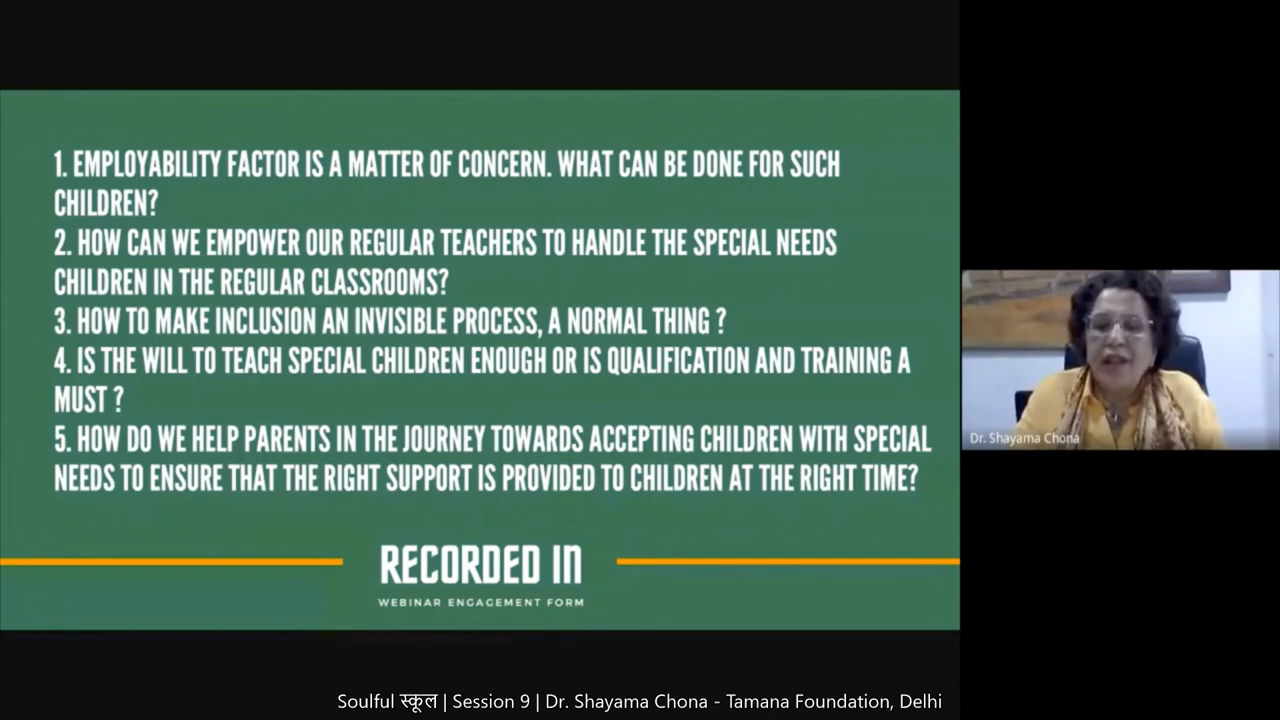 1. EMPLOYABILITY FACTOR IS A MATTER OF CONCERN. WHAT CAN BE DONE FOR SUCH
CHILDREN?
2. HOW CAN WE EMPOWER OUR REGULAR TEACHERS TO HANDLE THE SPECIAL NEEDS
CHILDREN IN THE REGULAR CLASSROOMS?
3. HOW TO MAKE INCLUSION AN INVISIBLE PROCESS, A NORMAL THING ?
4. IS THE WILL TO TEACH SPECIAL CHILDREN ENOUGH OR IS QUALIFICATION AND TRAINING A
MUST ?
5. HOW DO WE HELP PARENTS IN THE JOURNEY TOWARDS ACCEPTING CHILDREN WITH SPECIAL
NEEDS TO ENSURE THAT THE RIGHT SUPPORT IS PROVIDED TO CHILDREN AT THE RIGHT TIME?
RECORDED IN
WEBINAR ENGAGEMENT FORM
Dr. Shayama Chona
Soulful स्कूल | Session 9 | Dr. Shayama Chona - Tamana Foundation, Delhi